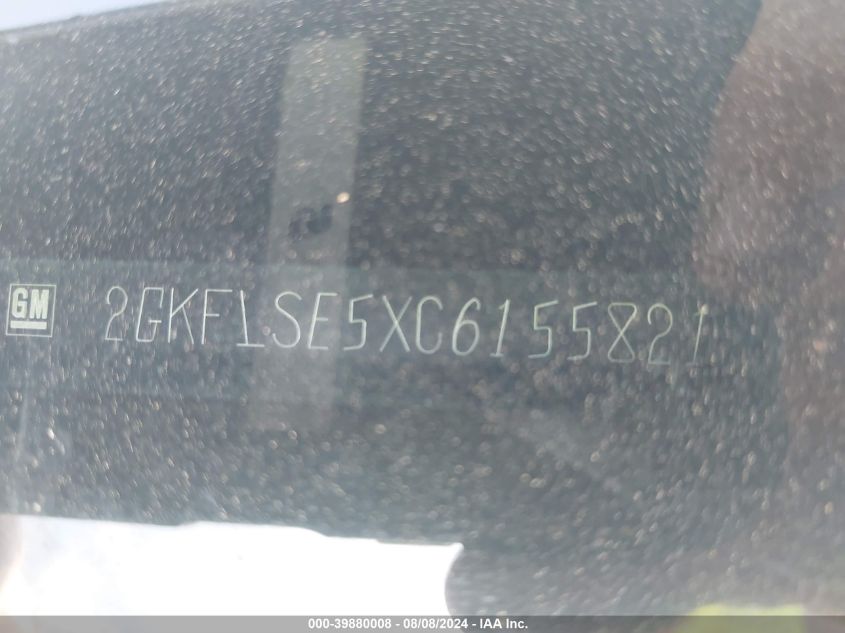 GM 2GKFLSE5XC6155821
000-39880008 - 08/08/2024 - IAA Inc.